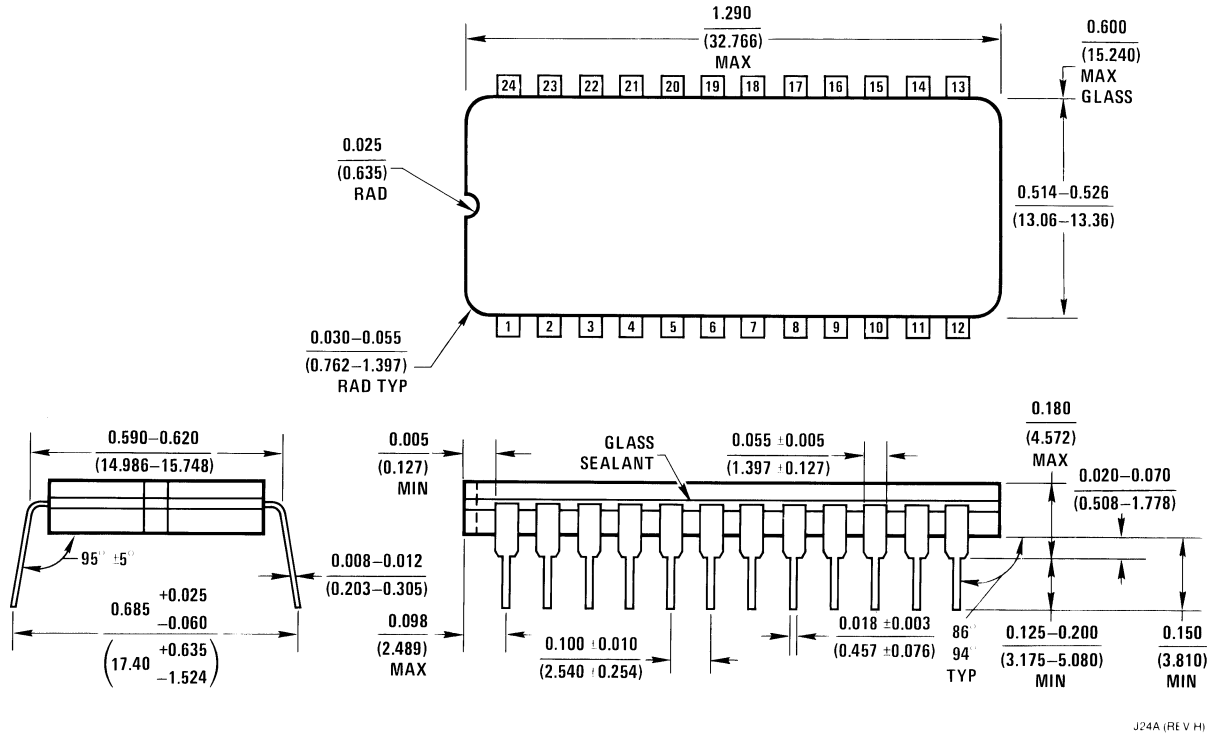 1.290
(32.766)
MAX
0.600
(15.240)
MAX
GLASS
24 23 22 21 20 19 18 17 16 15 14 13
0.025
(0.635)
RAD
0.514–0.526
(13.06–13.36)
1 2 3 4 5 6 7 8 9 10 11 12
0.030–0.055
(0.762–1.397)
RAD TYP
0.590–0.620
(14.986–15.748)
95° ±5°
0.008–0.012
(0.203–0.305)
0.685 +0.025 –0.060
(17.40 +0.635 –1.524)
0.005
(0.127)
MIN
GLASS
SEALANT
0.055 ±0.005
(1.397 ±0.127)
0.180
(4.572)
MAX
0.020–0.070
(0.508–1.778)
0.098
(2.489)
MAX
0.100 ±0.010
(2.540 ±0.254)
0.018 ±0.003
(0.457 ±0.076)
86°
94°
TYP
0.125–0.200
(3.175–5.080)
MIN
0.150
(3.810)
MIN
J24A (REV H)